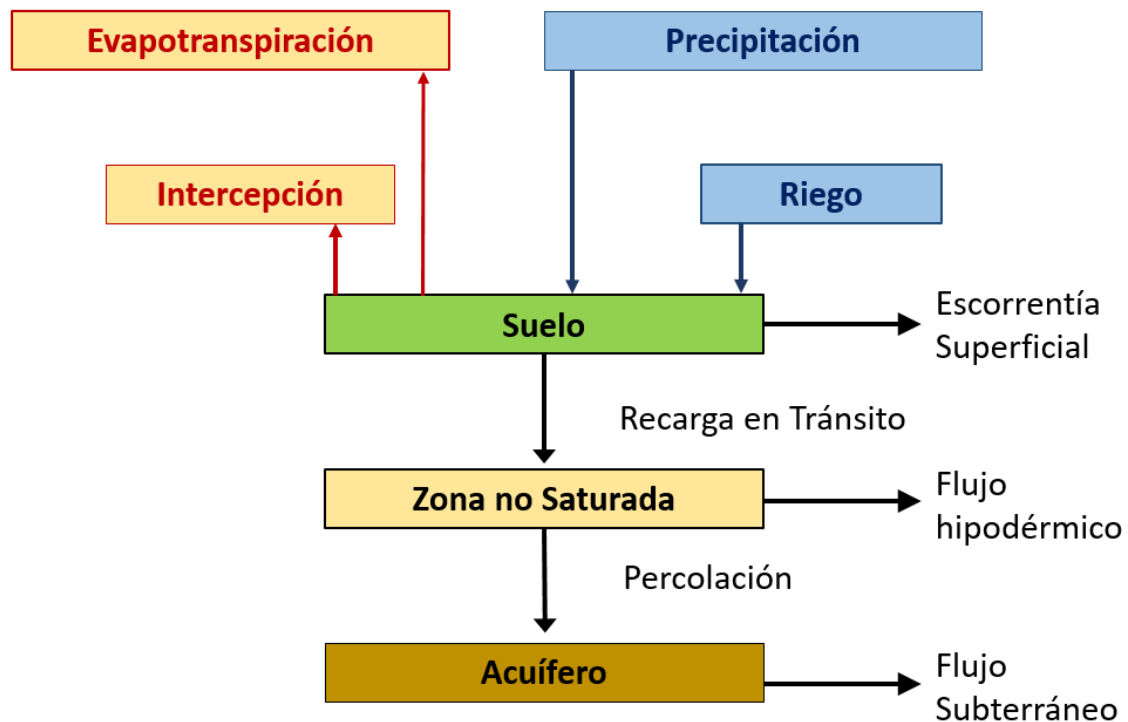 Evapotranspiración
Precipitación
Intercepción
Riego
Suelo
Escorrentía
Superficial
Recarga en Tránsito
Zona no Saturada
Flujo
hipodérmico
Percolación
Acuífero
Flujo
Subterráneo